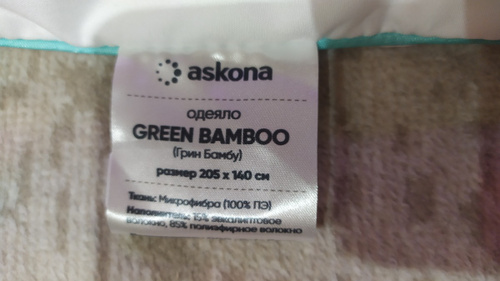 askona
одеяло
GREEN BAMBOO
(Грин Бамбу)
размер 205 x 140 см
Ткань: Микрофибра (100% ПЭ)
Наполнитель: 15% эвкалиптовое
волокно, 85% полиэфирное волокно